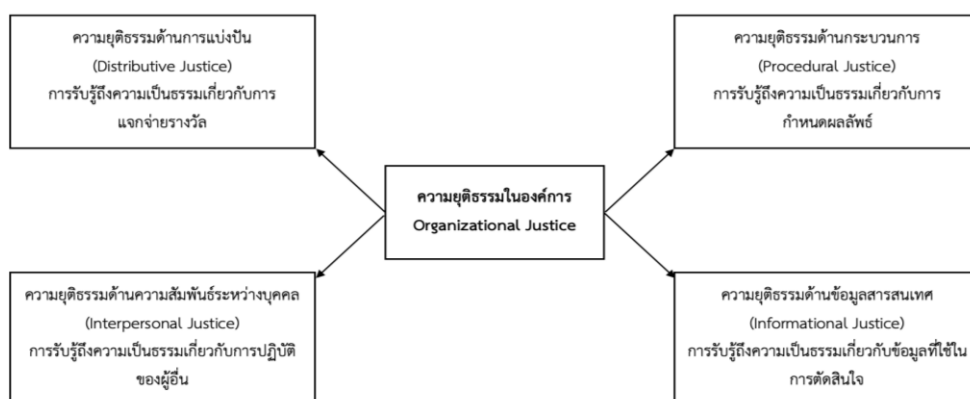 ความยุติธรรมด้านการแบ่งปัน
(Distributive Justice)
การรับรู้ถึงความเป็นธรรมเกี่ยวกับการ
แจกจ่ายรางวัล
ความยุติธรรมด้านกระบวนการ
(Procedural Justice)
การรับรู้ถึงความเป็นธรรมเกี่ยวกับการ
กำหนดผลลัพธ์
ความยุติธรรมในองค์การ
Organizational Justice
ความยุติธรรมด้านความสัมพันธ์ระหว่างบุคคล
(Interpersonal Justice)
การรับรู้ถึงความเป็นธรรมเกี่ยวกับการปฏิบัติ
ของผู้อื่น
ความยุติธรรมด้านข้อมูลสารสนเทศ
(Informational Justice)
การรับรู้ถึงความเป็นธรรมเกี่ยวกับข้อมูลที่ใช้ใน
การตัดสินใจ